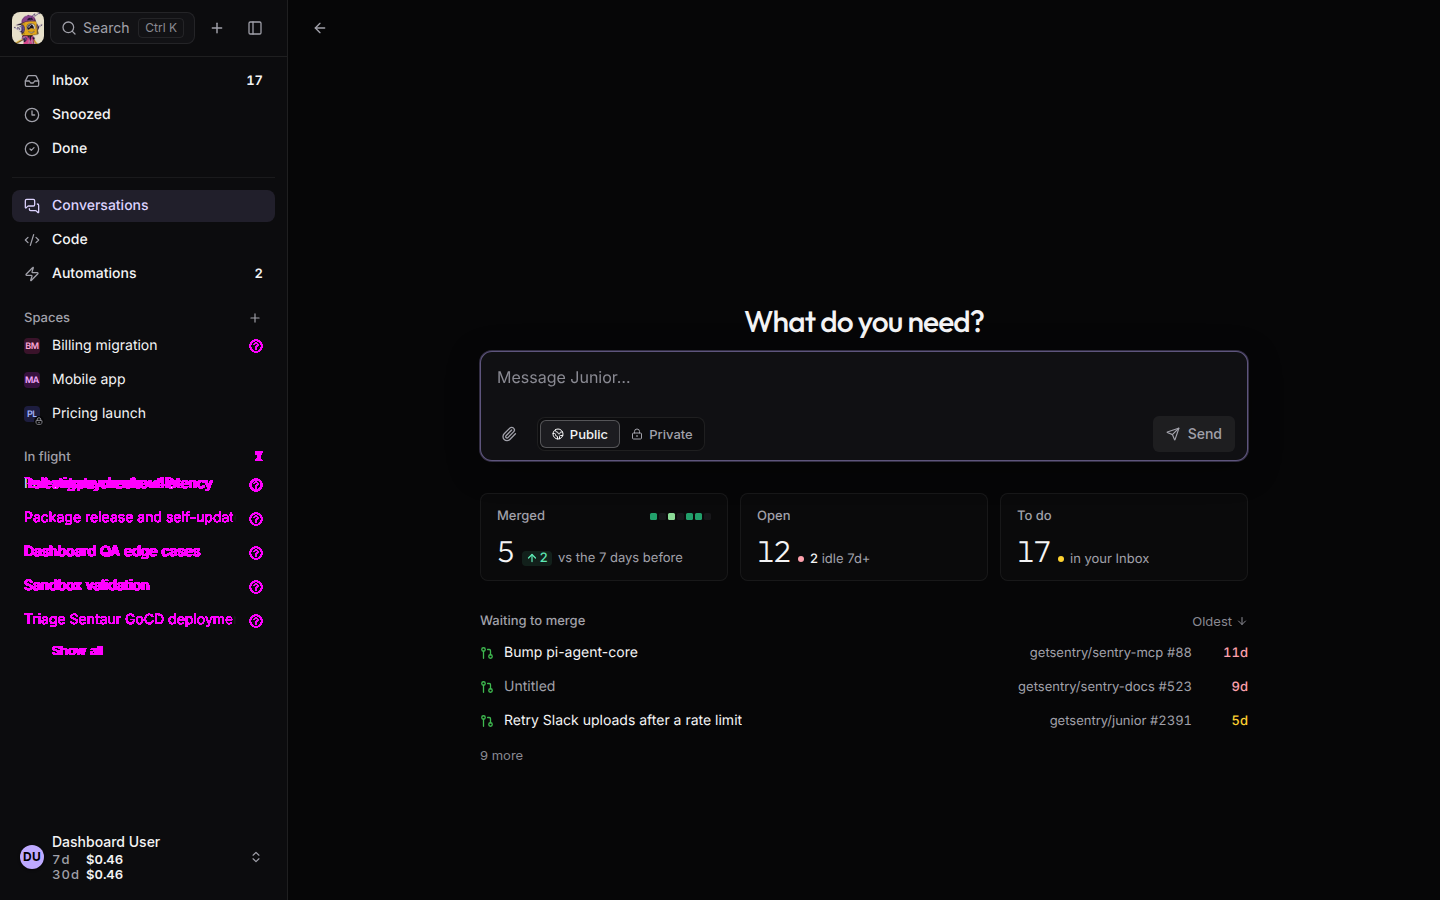 Search Ctrl K
Inbox 17
Snoozed
Done
Conversations
Code
Automations 2
Spaces
BM Billing migration
MA Mobile app
PL Pricing launch
In flight
Package release and self-updat
Dashboard QA edge cases
Sandbox validation
Triage Sentaur GoCD deployme
Show all
DU Dashboard User
7d $0.46
30d $0.46
What do you need?
Message Junior...
Public Private Send
Merged
5 2 vs the 7 days before
Open
12 2 idle 7d+
To do
17 in your Inbox
Waiting to merge Oldest
Bump pi-agent-core getsentry/sentry-mcp #88 11d
Untitled getsentry/sentry-docs #523 9d
Retry Slack uploads after a rate limit getsentry/junior #2391 5d
9 more